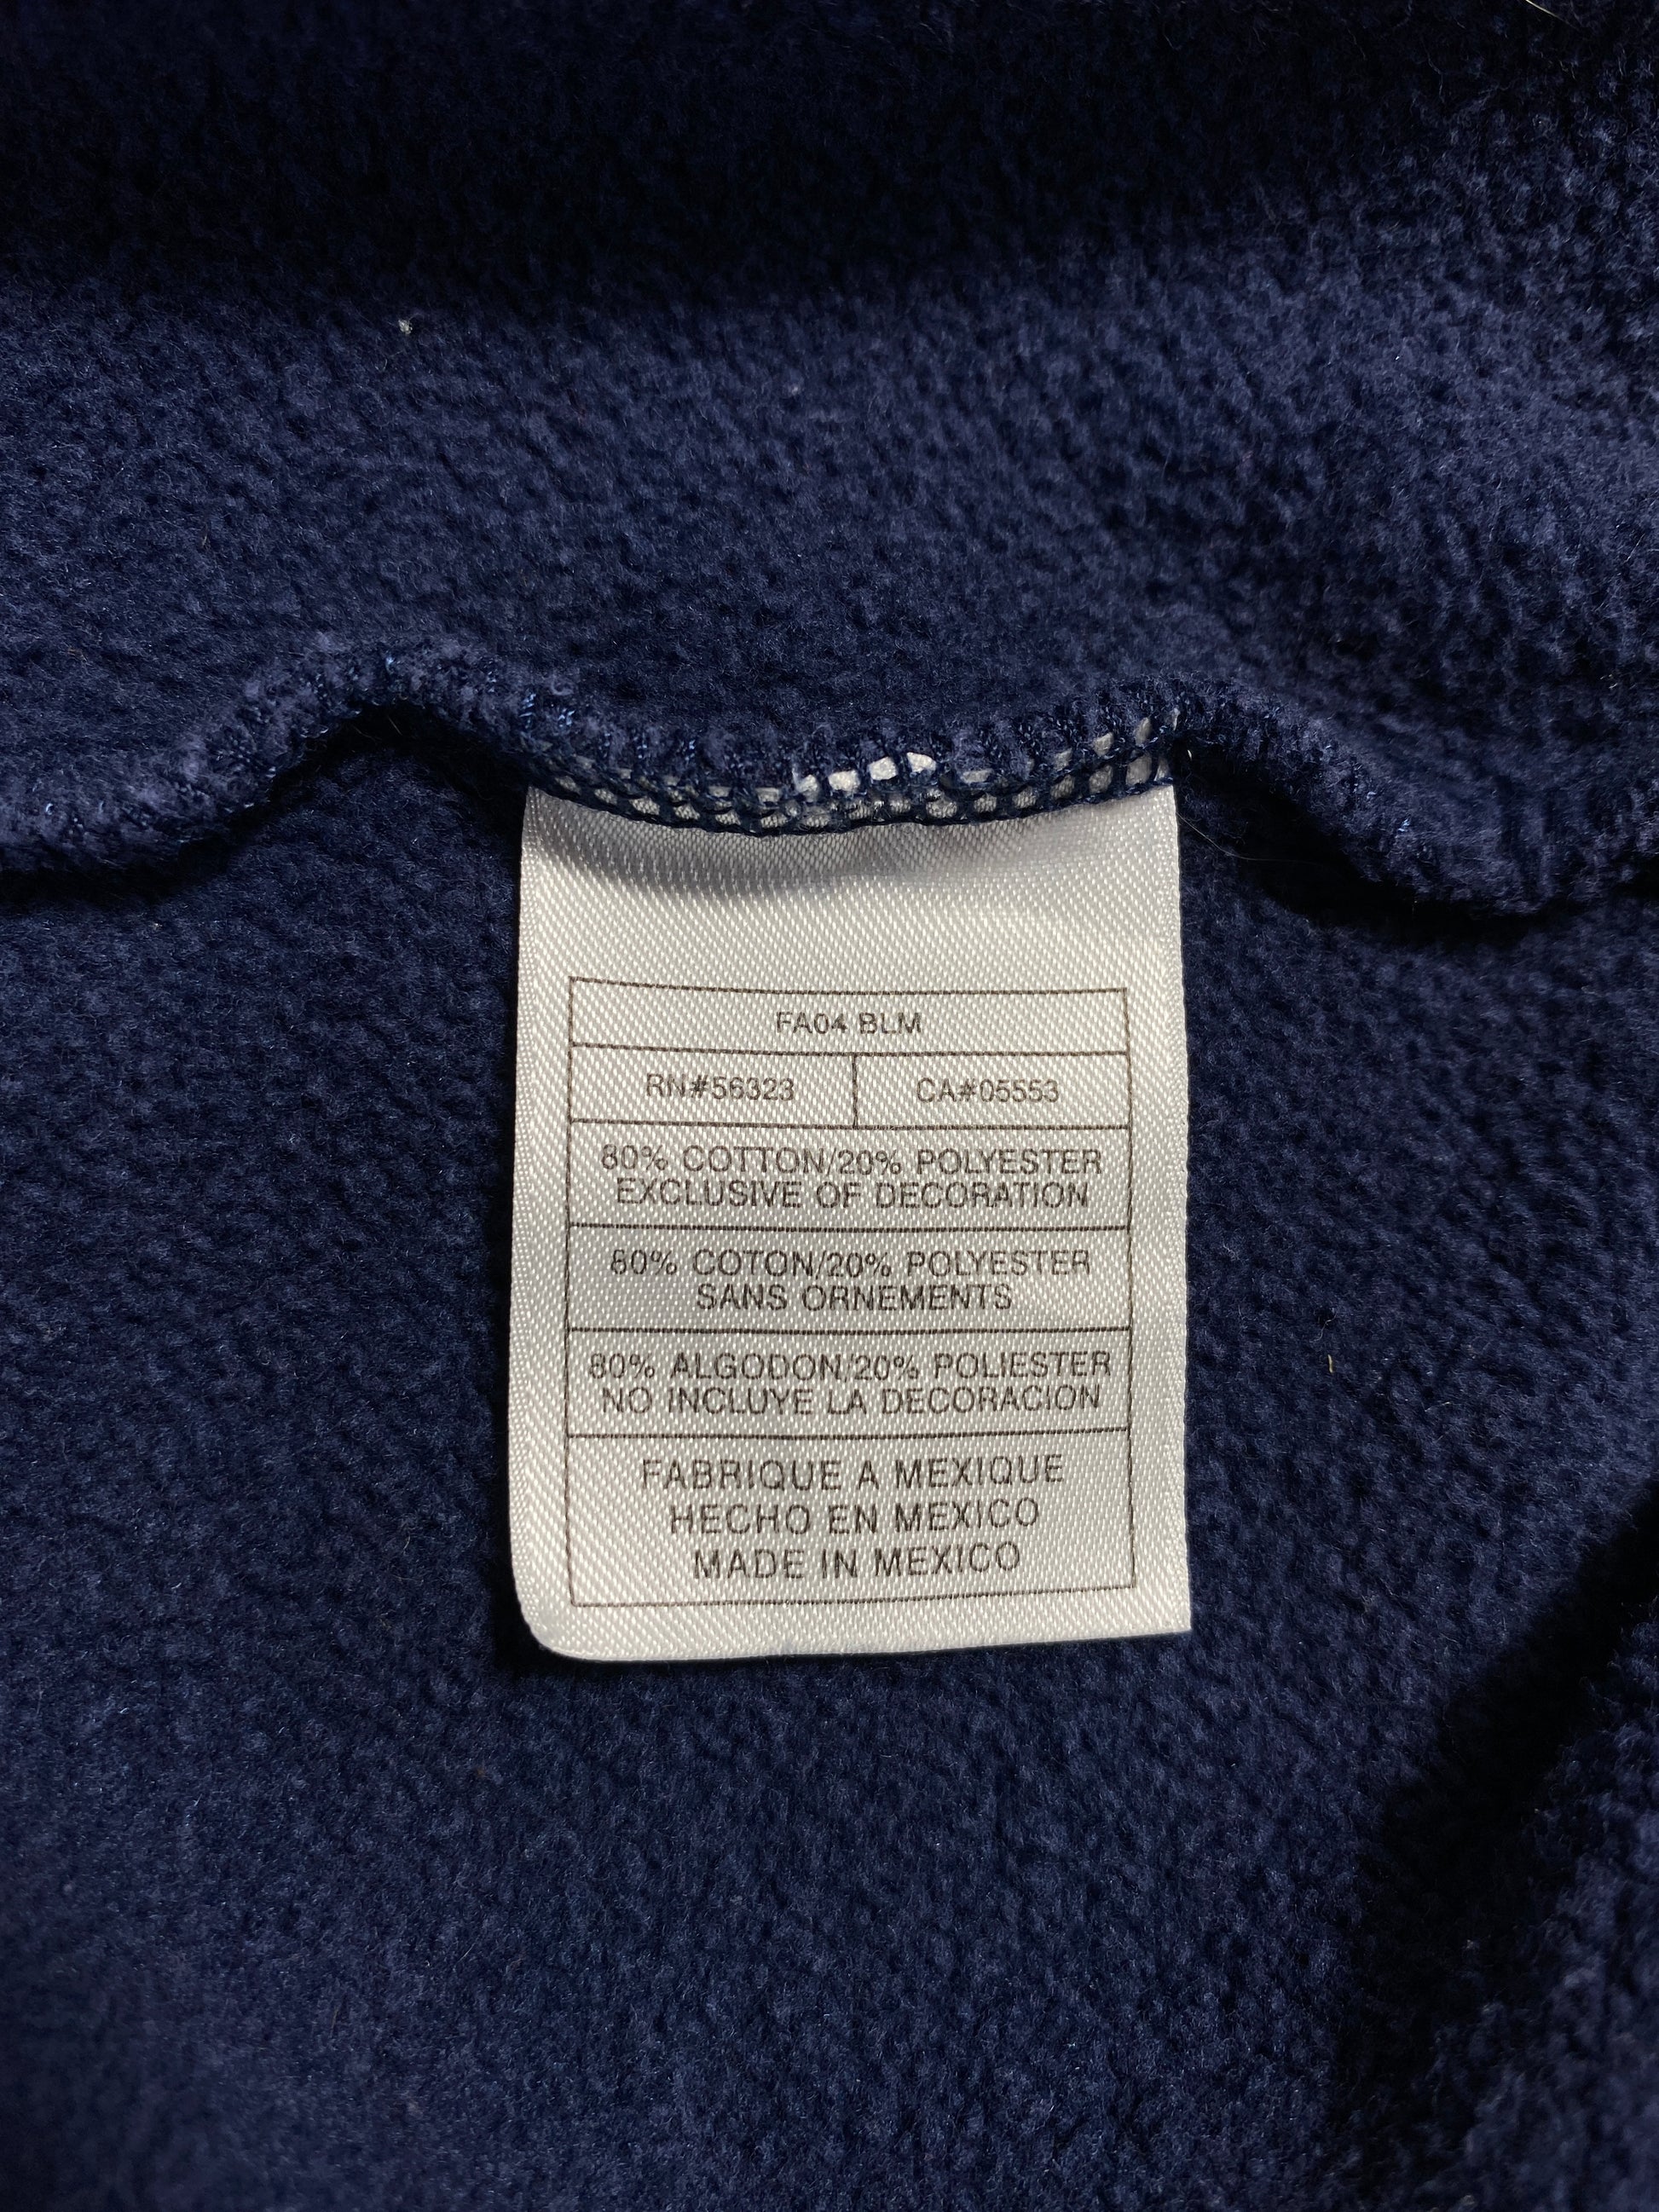 FA04 BLM
RN#56323 CA#05553
80% COTTON/20% POLYESTER
EXCLUSIVE OF DECORATION
80% COTON/20% POLYESTER
SANS ORNEMENTS
80% ALGODON/20% POLIESTER
NO INCLUYE LA DECORACION
FABRIQUE A MEXIQUE
HECHO EN MEXICO
MADE IN MEXICO